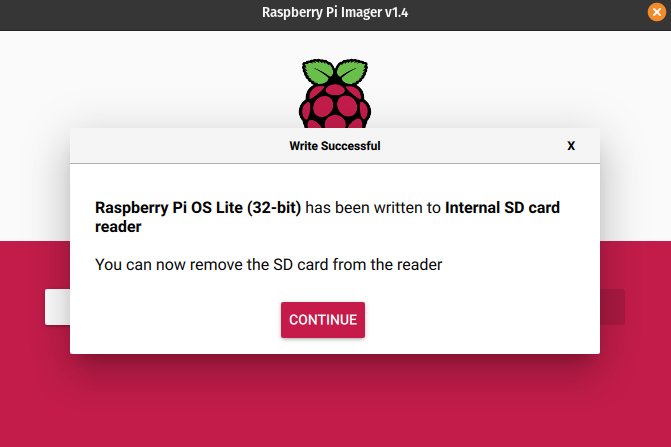 Raspberry Pi Imager v1.4
Write Successful
X
Raspberry Pi OS Lite (32-bit) has been written to Internal SD card
reader
You can now remove the SD card from the reader
CONTINUE